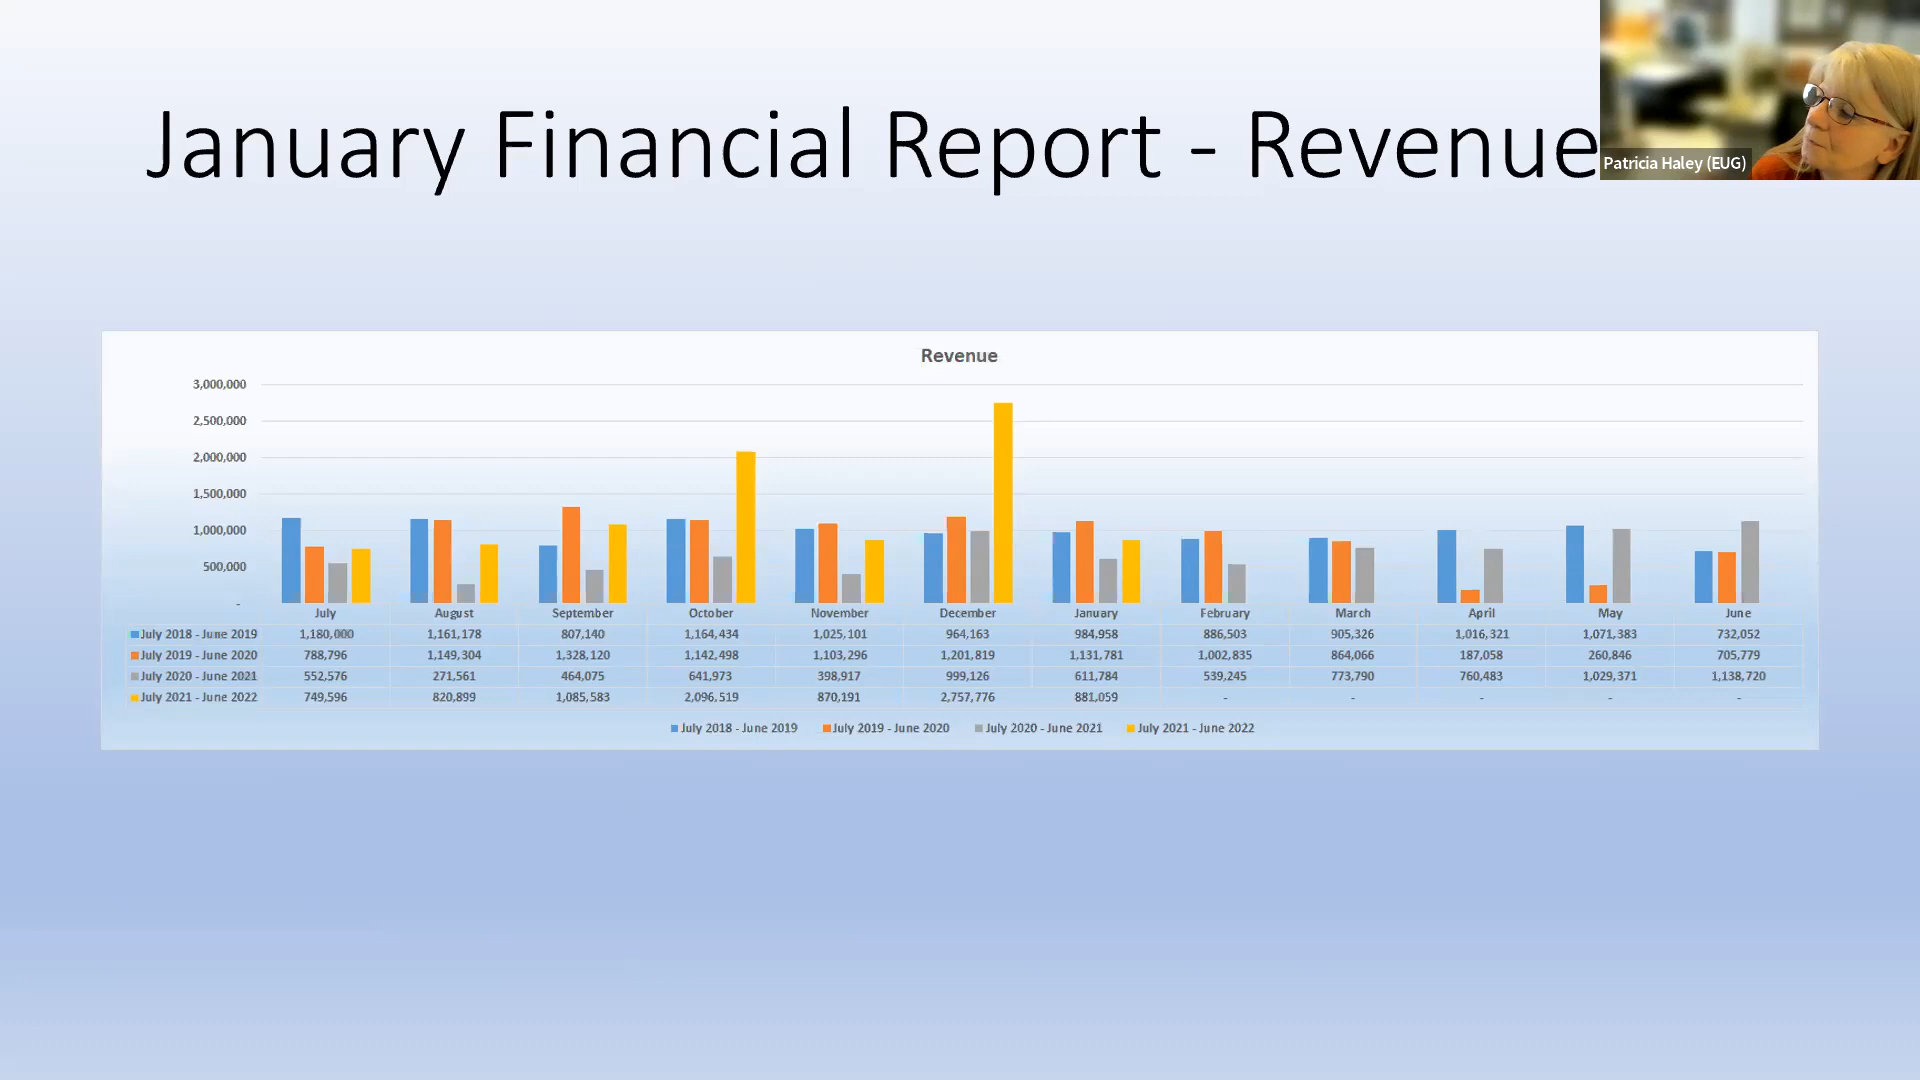 January Financial Report - Revenue
Patricia Haley (EUG)
Revenue
3,000,000
2,500,000
2,000,000
1,500,000
1,000,000
500,000
-
July August September October November December January February March April May June
July 2018 - June 2019 1,180,000 1,161,178 807,140 1,164,434 1,025,101 964,163 984,958 886,503 905,326 1,016,321 1,071,383 732,052
July 2019 - June 2020 788,796 1,149,304 1,328,120 1,142,498 1,103,296 1,201,819 1,131,781 1,002,835 864,066 187,058 260,846 705,779
July 2020 - June 2021 552,576 271,561 464,075 641,973 398,917 999,126 611,784 539,245 773,790 760,483 1,029,371 1,138,720
July 2021 - June 2022 749,596 820,899 1,085,583 2,096,519 870,191 2,757,776 881,059 - - - - -
July 2018 - June 2019 July 2019 - June 2020 July 2020 - June 2021 July 2021 - June 2022